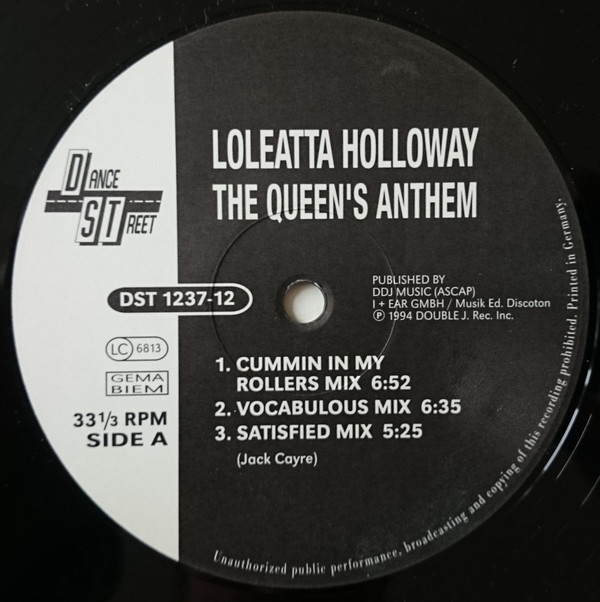 LOLEATTA HOLLOWAY
THE QUEEN'S ANTHEM
DANCE
STREET
DST 1237-12
PUBLISHED BY
DDJ MUSIC (ASCAP)
I + EAR GMBH / Musik Ed. Discoton
Ⓟ 1994 DOUBLE J. Rec. Inc.
LC 6813
GEMA
BIEM
33 1/3 RPM
SIDE A
1. CUMMIN IN MY
ROLLERS MIX 6:52
2. VOCABULOUS MIX 6:35
3. SATISFIED MIX 5:25
(Jack Cayre)
Unauthorized public performance, broadcasting and copying of this recording prohibited. Printed in Germany.